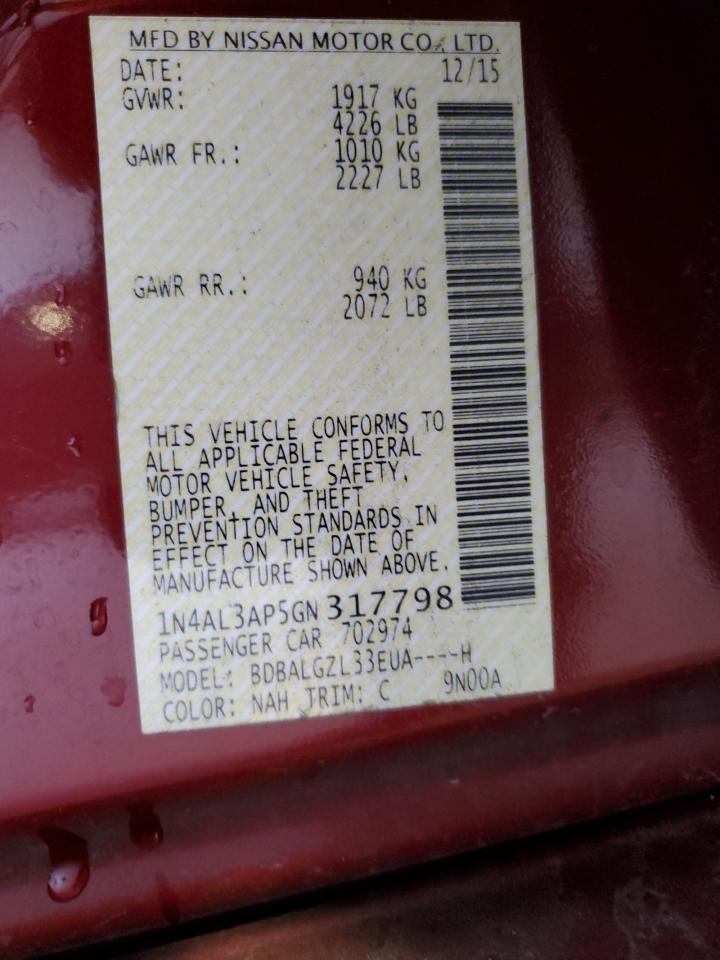 MFD BY NISSAN MOTOR CO., LTD.
DATE: 12/15
GVWR: 1917 KG
4226 LB
GAWR FR.: 1010 KG
2227 LB
GAWR RR.: 940 KG
2072 LB
THIS VEHICLE CONFORMS TO
ALL APPLICABLE FEDERAL
MOTOR VEHICLE SAFETY,
BUMPER, AND THEFT
PREVENTION STANDARDS IN
EFFECT ON THE DATE OF
MANUFACTURE SHOWN ABOVE.
1N4AL3AP5GN317798
PASSENGER CAR 702974
MODEL: BDBALGZL33EUA----H
COLOR: NAH TRIM: C 9N00A